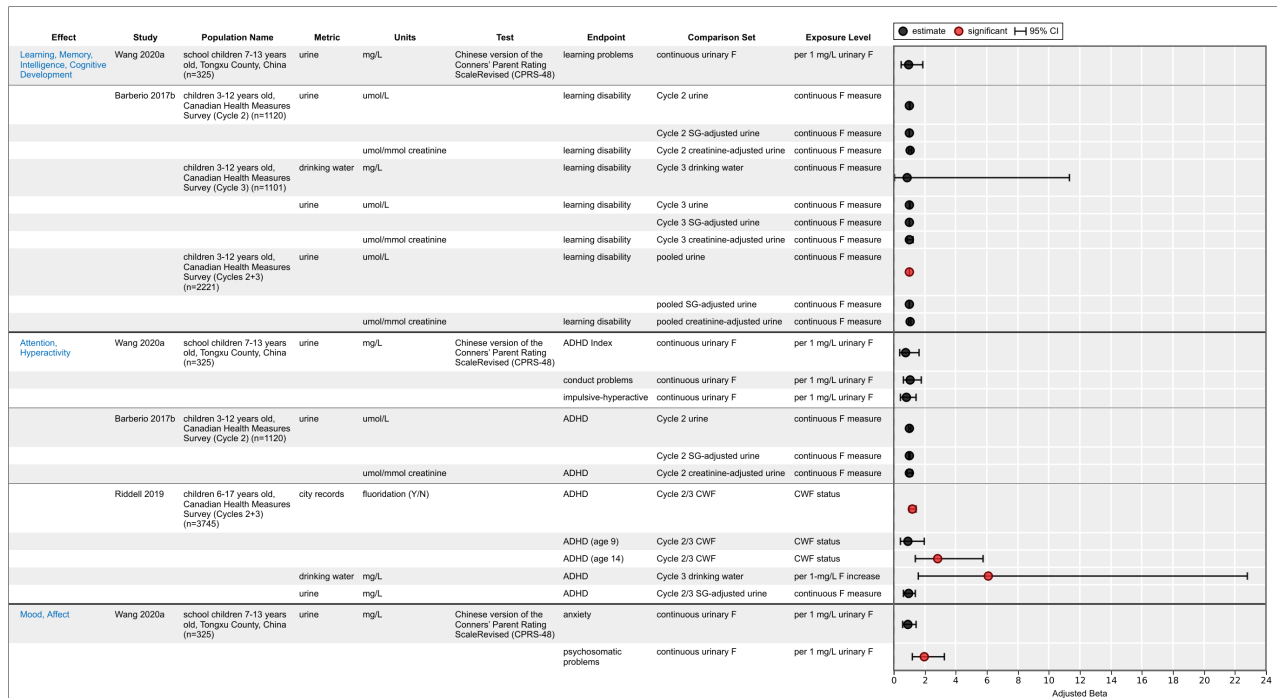 estimate significant 95% CI
Effect Study Population Name Metric Units Test Endpoint Comparison Set Exposure Level
Learning, Memory, Wang 2020a school children 7-13 years urine mg/L Chinese version of the learning problems continuous urinary F per 1 mg/L urinary F
Intelligence, Cognitive old, Tongxu County, China Conners' Parent Rating
Development (n=325) ScaleRevised (CPRS-48)
Barberio 2017b children 3-12 years old, urine umol/L learning disability Cycle 2 urine continuous F measure
Canadian Health Measures
Survey (Cycle 2) (n=1120)
Cycle 2 SG-adjusted urine continuous F measure
umol/mmol creatinine learning disability Cycle 2 creatinine-adjusted urine continuous F measure
children 3-12 years old, drinking water mg/L learning disability Cycle 3 drinking water continuous F measure
Canadian Health Measures
Survey (Cycle 3) (n=1101)
urine umol/L learning disability Cycle 3 urine continuous F measure
Cycle 3 SG-adjusted urine continuous F measure
umol/mmol creatinine learning disability Cycle 3 creatinine-adjusted urine continuous F measure
children 3-12 years old, urine umol/L learning disability pooled urine continuous F measure
Canadian Health Measures
Survey (Cycles 2+3)
(n=2221)
pooled SG-adjusted urine continuous F measure
umol/mmol creatinine learning disability pooled creatinine-adjusted urine continuous F measure
Attention, Wang 2020a school children 7-13 years urine mg/L Chinese version of the ADHD Index continuous urinary F per 1 mg/L urinary F
Hyperactivity old, Tongxu County, China Conners' Parent Rating
(n=325) ScaleRevised (CPRS-48)
conduct problems continuous urinary F per 1 mg/L urinary F
impulsive-hyperactive continuous urinary F per 1 mg/L urinary F
Barberio 2017b children 3-12 years old, urine umol/L ADHD Cycle 2 urine continuous F measure
Canadian Health Measures
Survey (Cycle 2) (n=1120)
Cycle 2 SG-adjusted urine continuous F measure
umol/mmol creatinine ADHD Cycle 2 creatinine-adjusted urine continuous F measure
Riddell 2019 children 6-17 years old, city records fluoridation (Y/N) ADHD Cycle 2/3 CWF CWF status
Canadian Health Measures
Survey (Cycles 2+3)
(n=3745)
ADHD (age 9) Cycle 2/3 CWF CWF status
ADHD (age 14) Cycle 2/3 CWF CWF status
drinking water mg/L ADHD Cycle 3 drinking water per 1-mg/L F increase
urine mg/L ADHD Cycle 2/3 SG-adjusted urine continuous F measure
Mood, Affect Wang 2020a school children 7-13 years urine mg/L Chinese version of the anxiety continuous urinary F per 1 mg/L urinary F
old, Tongxu County, China Conners' Parent Rating
(n=325) ScaleRevised (CPRS-48)
psychosomatic continuous urinary F per 1 mg/L urinary F
problems
0 2 4 6 8 10 12 14 16 18 20 22 24
Adjusted Beta